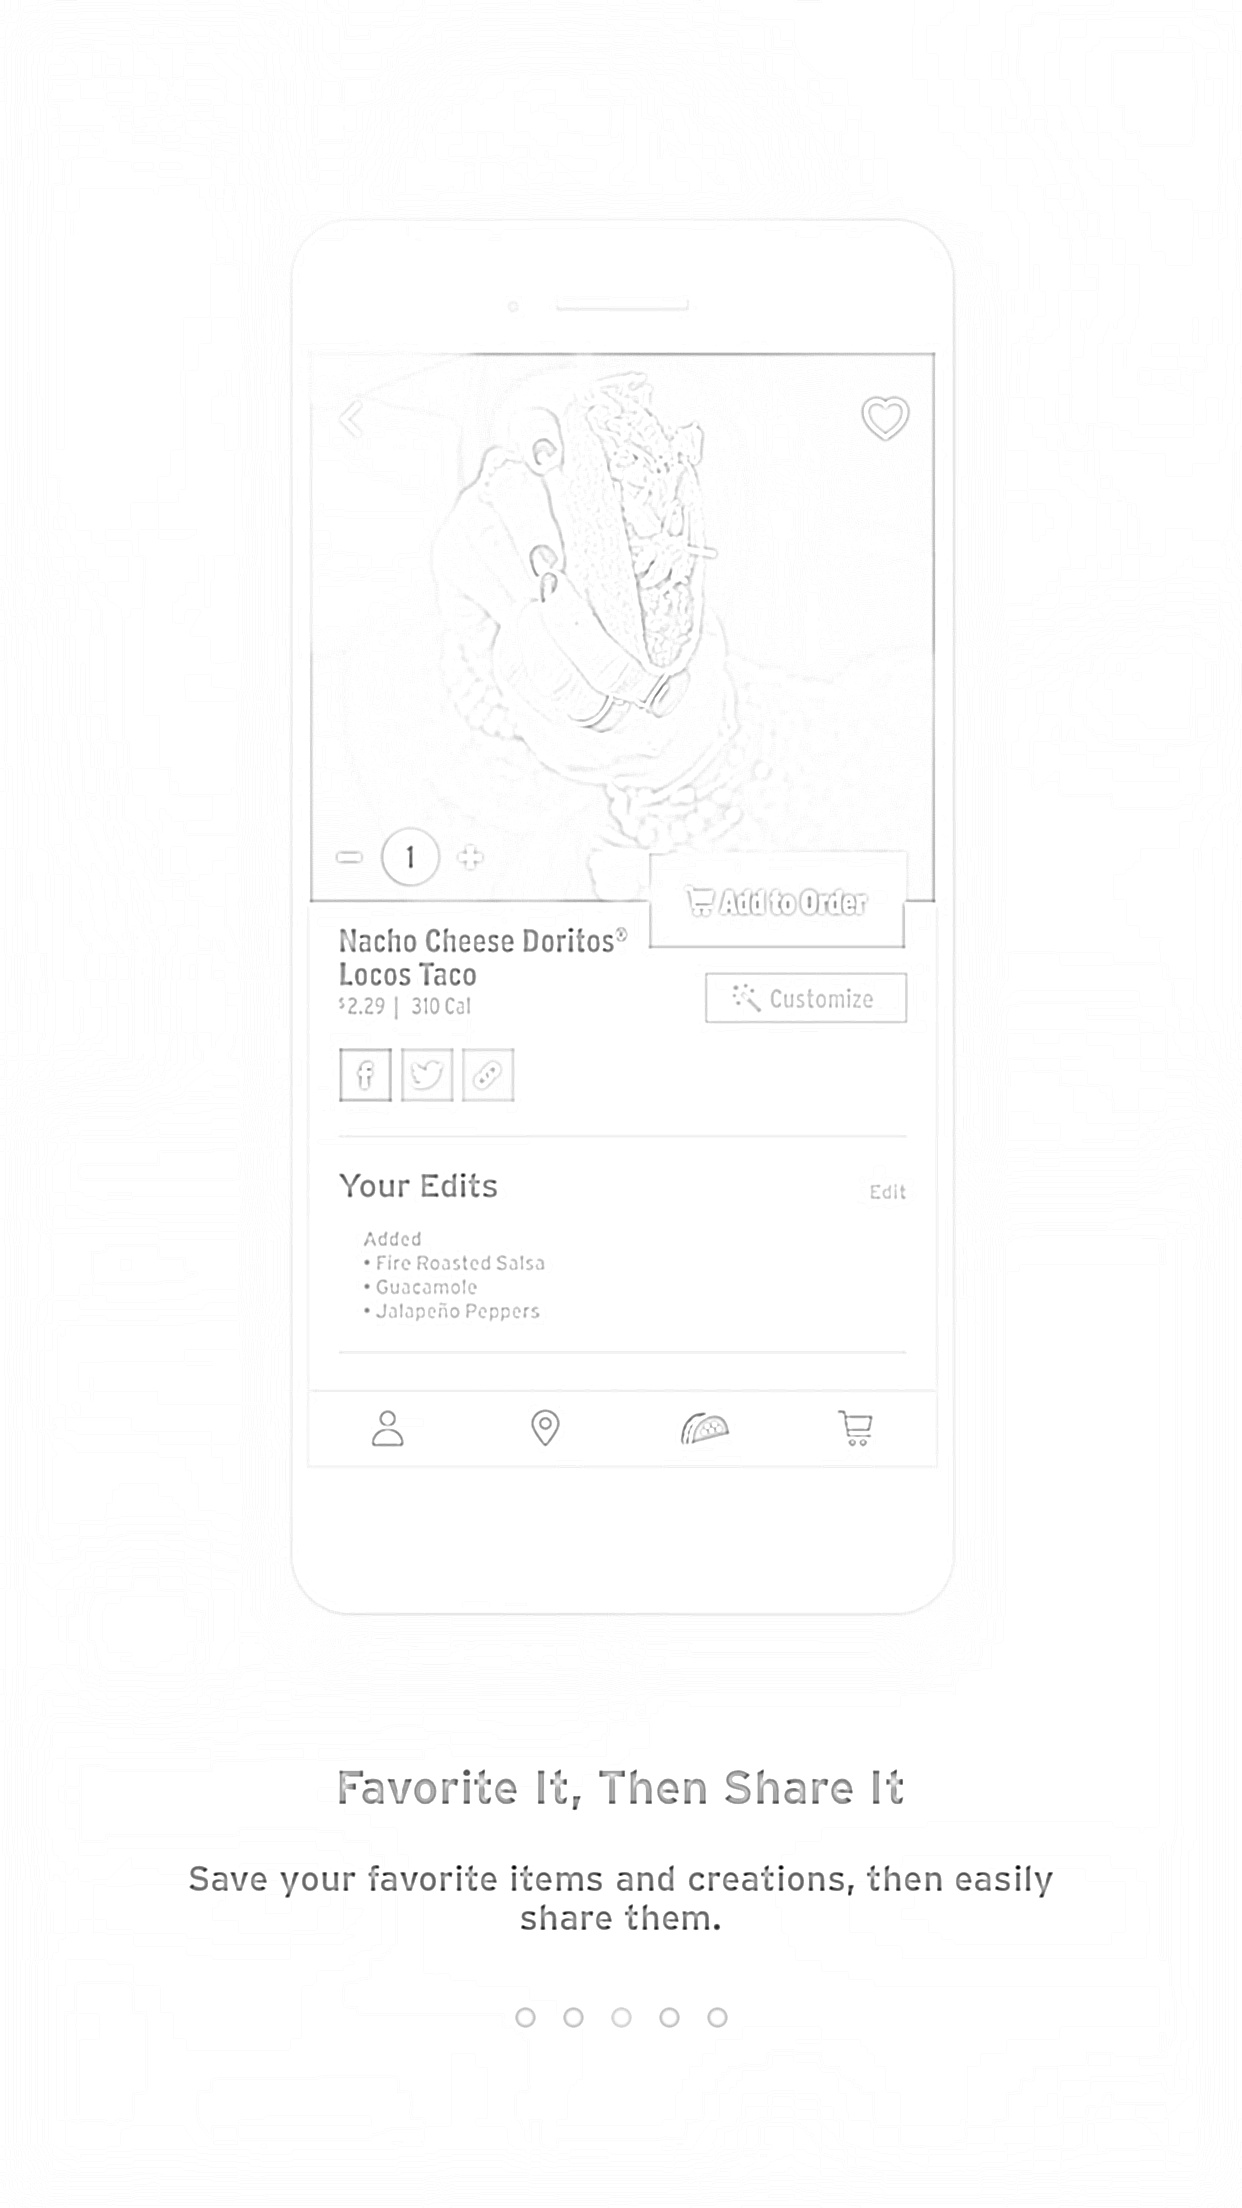 1
Add to Order
Nacho Cheese Doritos®
Locos Taco
$2.29 | 310 Cal
Customize
Your Edits
Edit
Added
• Fire Roasted Salsa
• Guacamole
• Jalapeño Peppers
Favorite It, Then Share It
Save your favorite items and creations, then easily
share them.